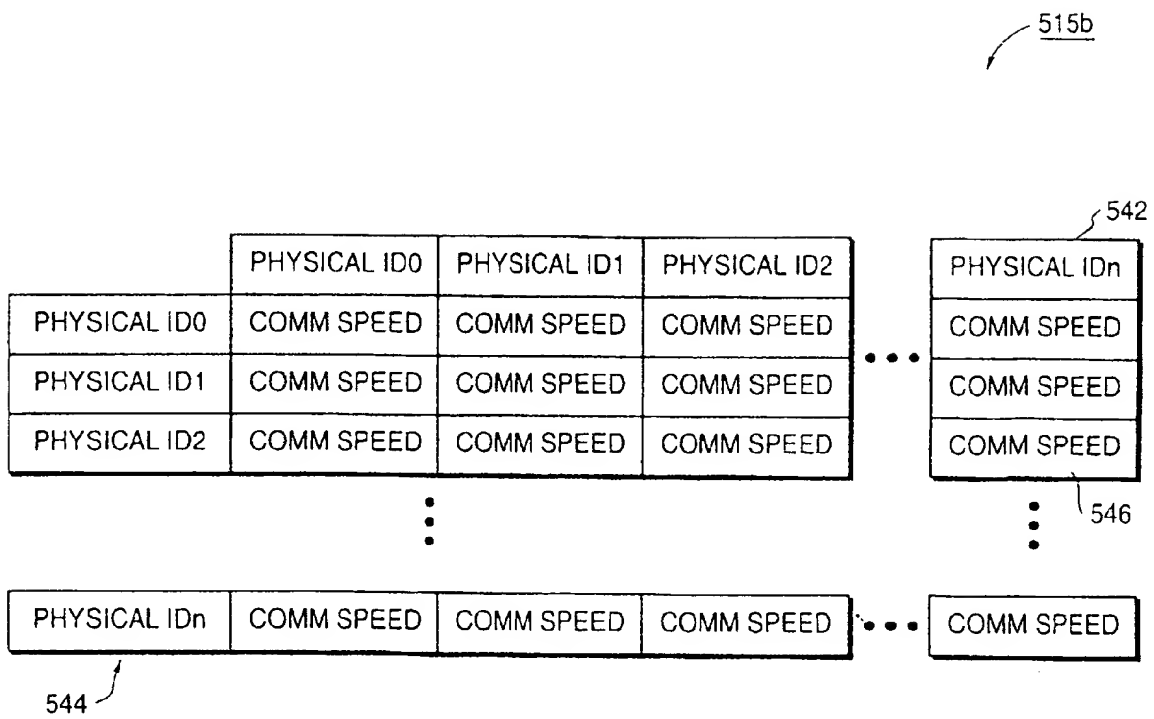 515b
542
PHYSICAL ID0 PHYSICAL ID1 PHYSICAL ID2 PHYSICAL IDn
PHYSICAL ID0 COMM SPEED COMM SPEED COMM SPEED COMM SPEED
PHYSICAL ID1 COMM SPEED COMM SPEED COMM SPEED COMM SPEED
PHYSICAL ID2 COMM SPEED COMM SPEED COMM SPEED COMM SPEED
546
PHYSICAL IDn COMM SPEED COMM SPEED COMM SPEED COMM SPEED
544